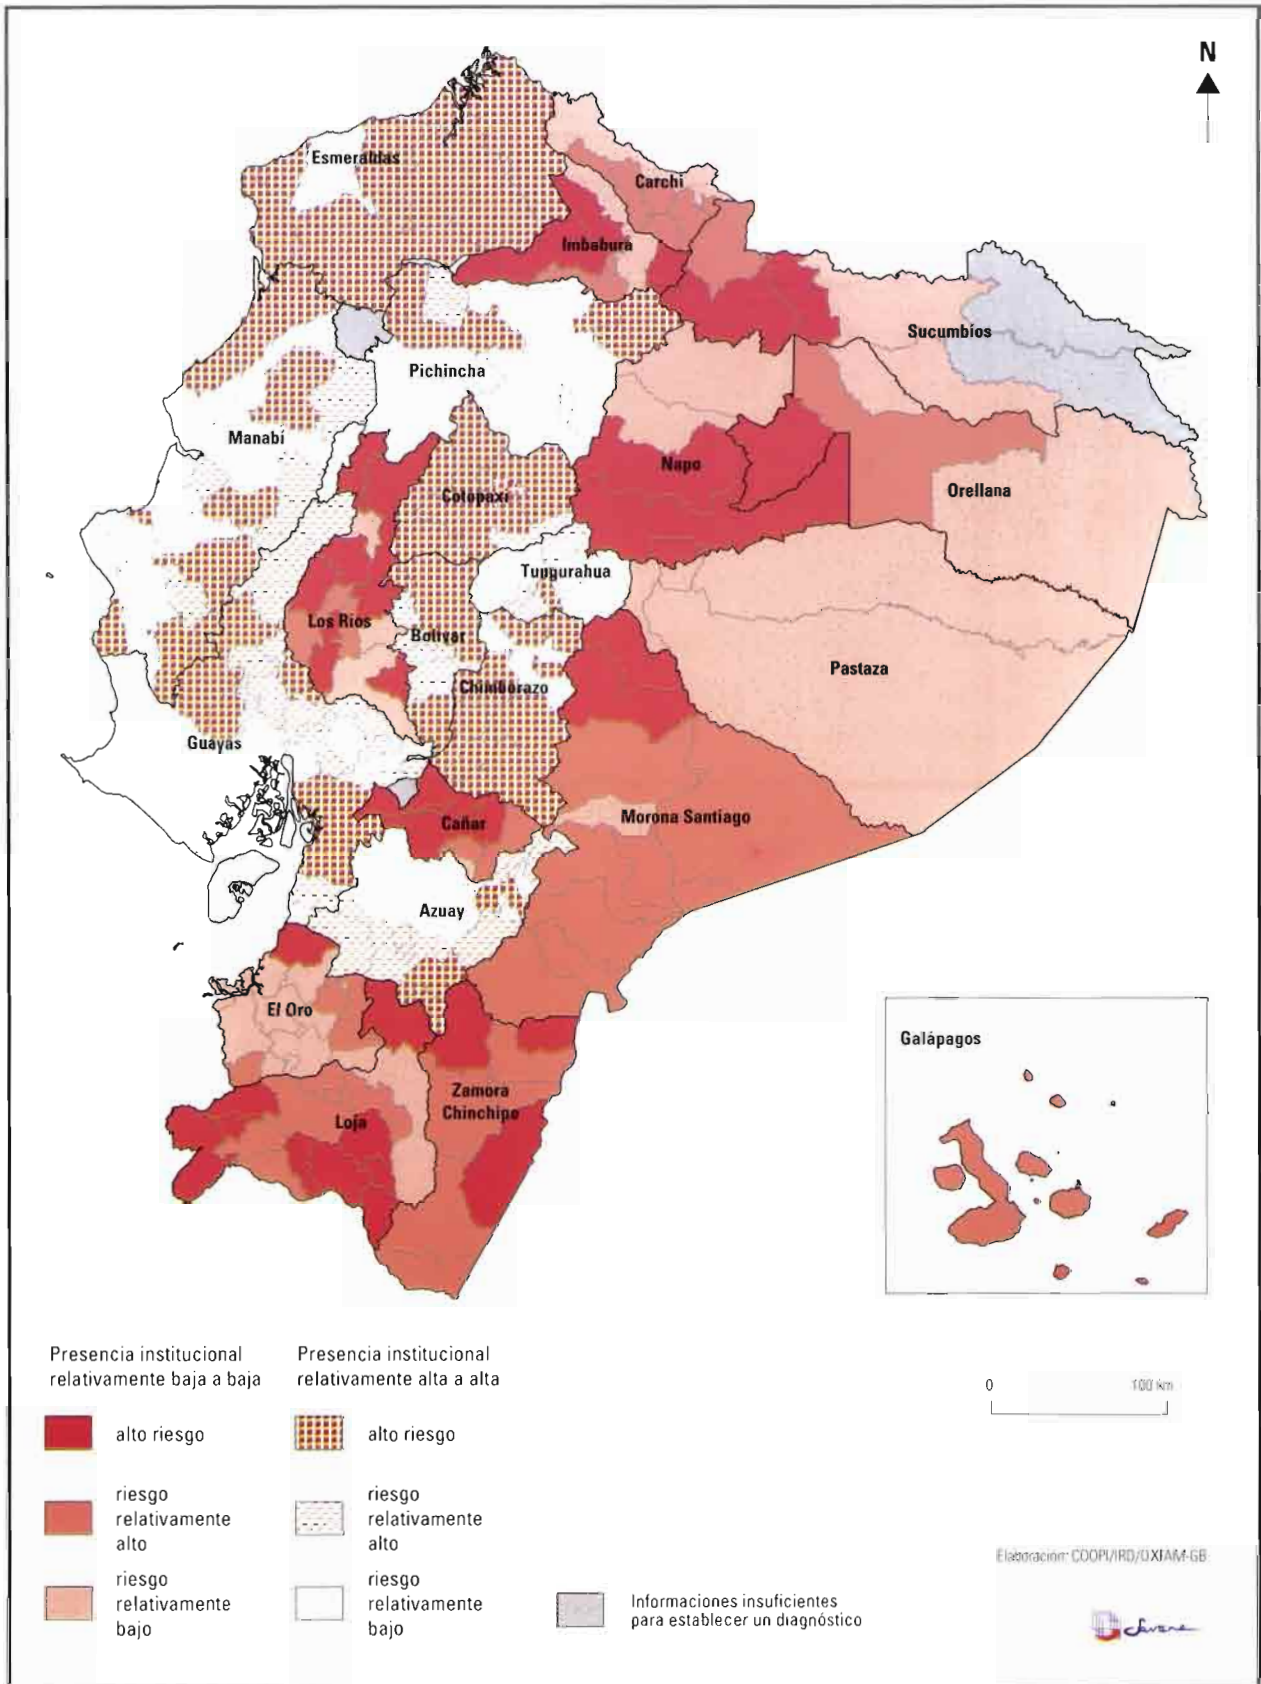 N
Esmeraldas
Carchi
Imbabura
Sucumbíos
Pichincha
Manabí
Napo
Cotopaxi
Orellana
Tungurahua
Los Ríos
Bolívar
Pastaza
Chimborazo
Guayas
Morona Santiago
Cañar
Azuay
El Oro
Galápagos
Zamora
Chinchipe
Loja
Presencia institucional
relativamente baja a baja
Presencia institucional
relativamente alta a alta
0 100 km
alto riesgo
alto riesgo
riesgo
relativamente
alto
riesgo
relativamente
alto
Elaboración: COOPI/IRD/OXFAM-GB
riesgo
relativamente
bajo
riesgo
relativamente
bajo
Informaciones insuficientes
para establecer un diagnóstico
Savane